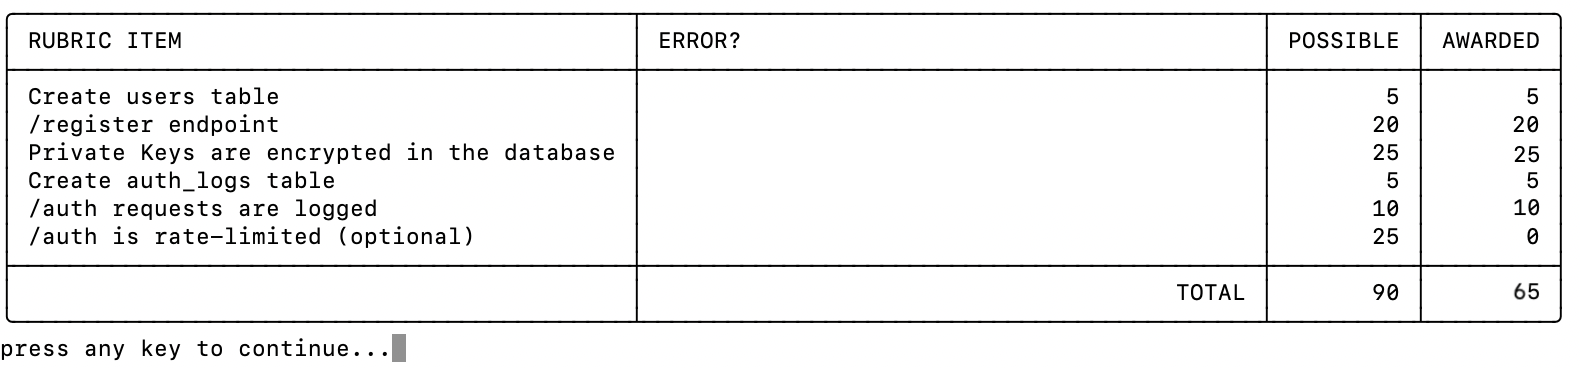 RUBRIC ITEM ERROR? POSSIBLE AWARDED
Create users table 5 5
/register endpoint 20 20
Private Keys are encrypted in the database 25 25
Create auth_logs table 5 5
/auth requests are logged 10 10
/auth is rate-limited (optional) 25 0
TOTAL 90 65
press any key to continue...